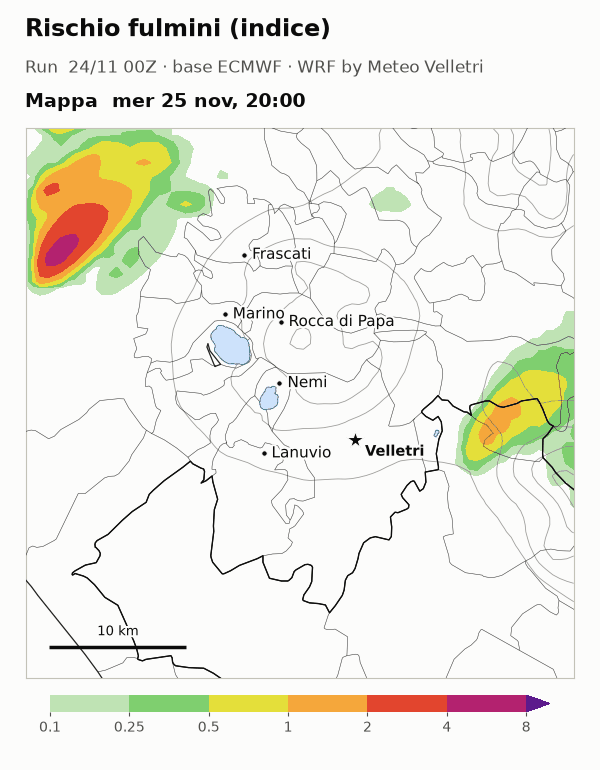 Rischio fulmini (indice)
Run  24/11 00Z · base ECMWF · WRF by Meteo Velletri
Mappa  mer 25 nov, 20:00
Frascati
Marino
Rocca di Papa
Nemi
Velletri
Lanuvio
10 km
0.1 0.25 0.5 1 2 4 8